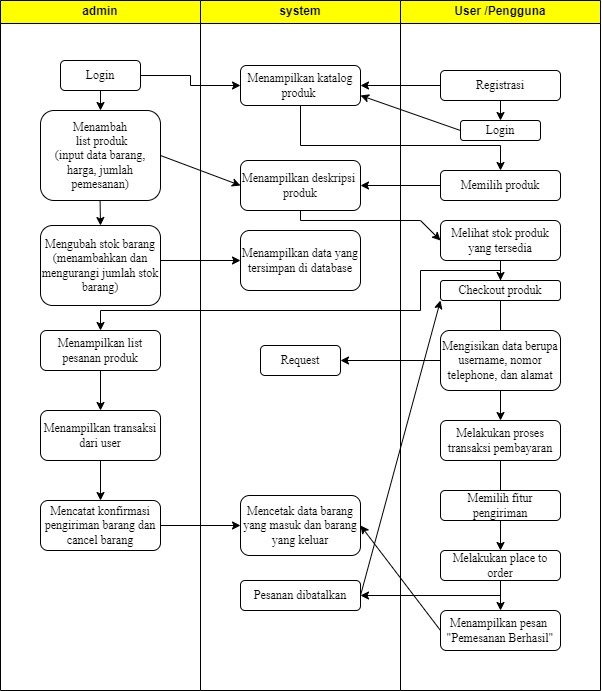 admin
system
User /Pengguna
Login
Menambah
list produk
(input data barang,
harga, jumlah
pemesanan)
Mengubah stok barang
(menambahkan dan
mengurangi jumlah stok
barang)
Menampilkan list
pesanan produk
Menampilkan transaksi
dari user
Mencatat konfirmasi
pengiriman barang dan
cancel barang
Menampilkan katalog
produk
Menampilkan deskripsi
produk
Menampilkan data yang
tersimpan di database
Request
Mencetak data barang
yang masuk dan barang
yang keluar
Pesanan dibatalkan
Registrasi
Login
Memilih produk
Melihat stok produk
yang tersedia
Checkout produk
Mengisikan data berupa
username, nomor
telephone, dan alamat
Melakukan proses
transaksi pembayaran
Memilih fitur
pengiriman
Melakukan place to
order
Menampilkan pesan
"Pemesanan Berhasil"